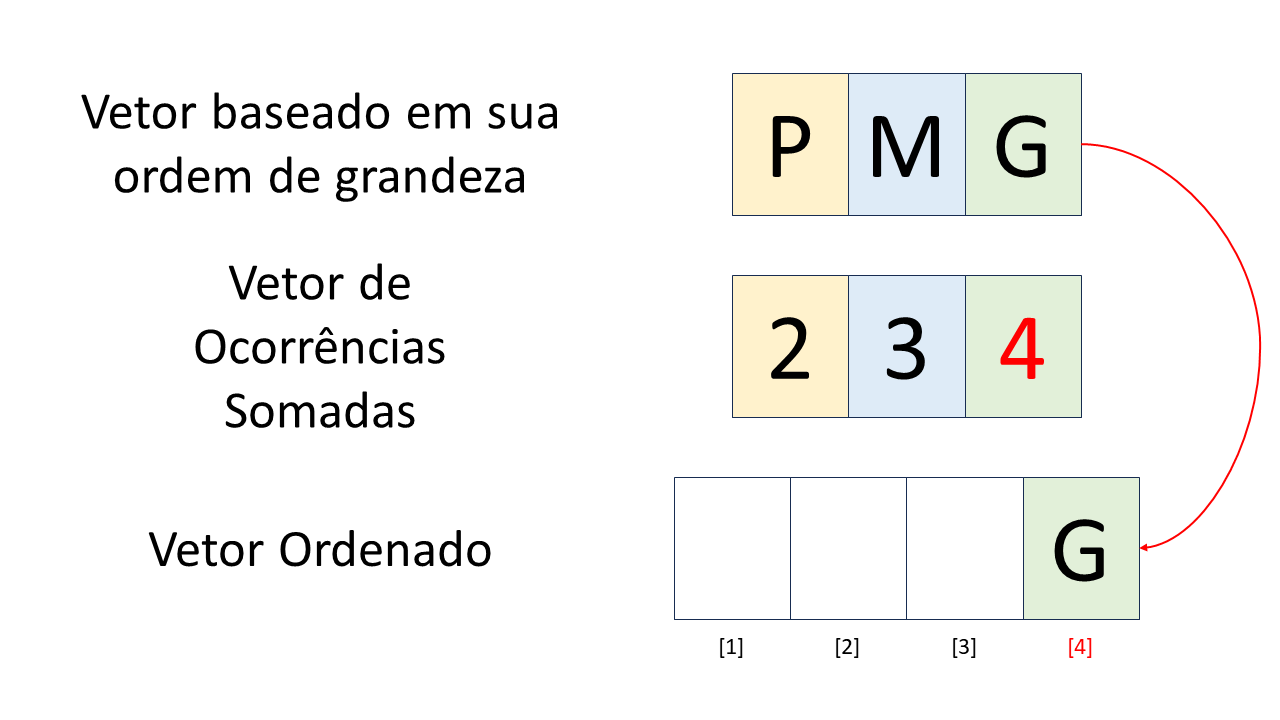 Vetor baseado em sua
ordem de grandeza
P M G
Vetor de
Ocorrências
Somadas
2 3 4
Vetor Ordenado
G
[1] [2] [3] [4]